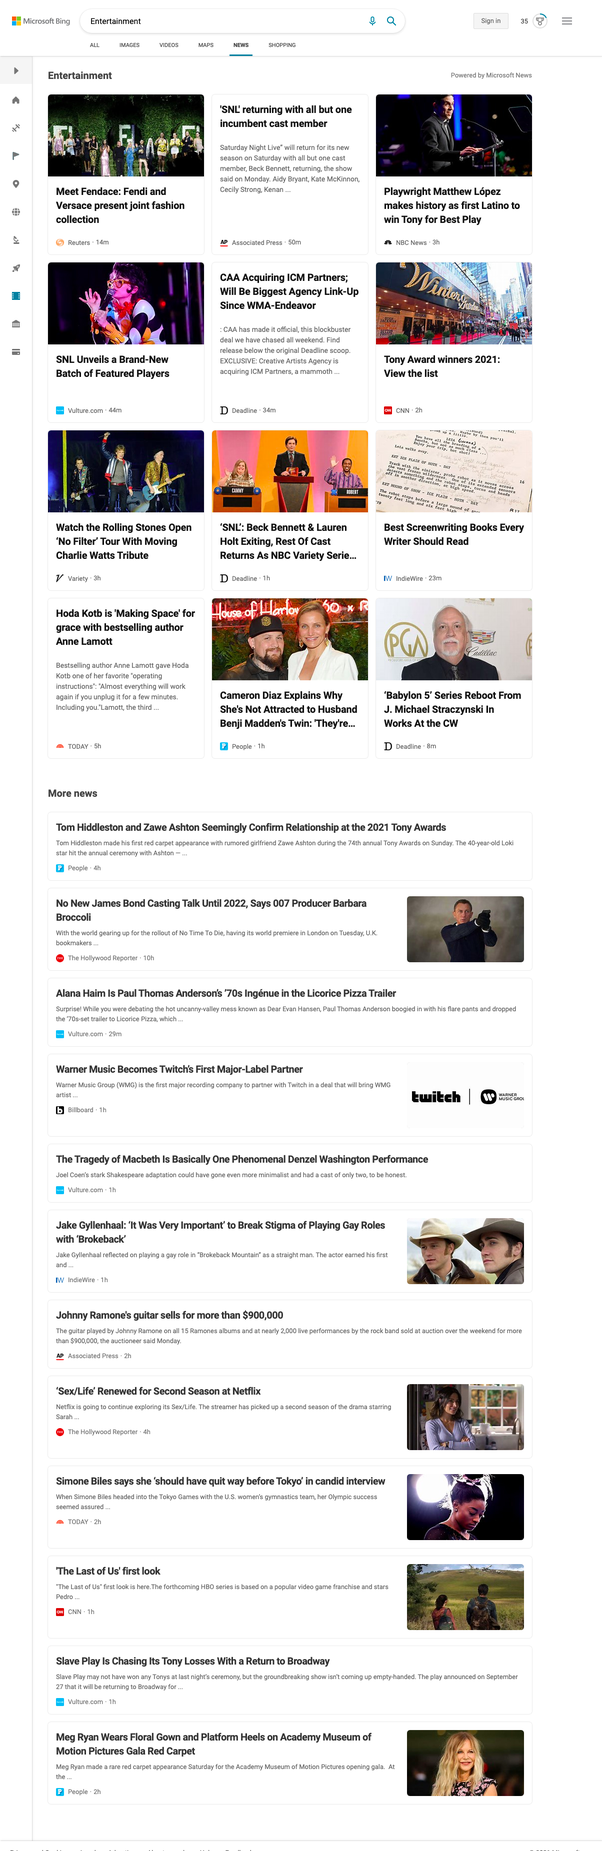 Microsoft Bing
Entertainment
Sign in
35
ALL
IMAGES
VIDEOS
MAPS
NEWS
SHOPPING
Entertainment
Powered by Microsoft News
Meet Fendace: Fendi and
Versace present joint fashion
collection
Reuters · 14m
'SNL' returning with all but one
incumbent cast member
Saturday Night Live" will return for its new
season on Saturday with all but one cast
member, Beck Bennett, returning, the show
said on Monday. Aidy Bryant, Kate McKinnon,
Cecily Strong, Kenan ...
AP Associated Press · 50m
Playwright Matthew López
makes history as first Latino to
win Tony for Best Play
NBC News · 3h
SNL Unveils a Brand-New
Batch of Featured Players
Vulture.com · 44m
CAA Acquiring ICM Partners;
Will Be Biggest Agency Link-Up
Since WMA-Endeavor
: CAA has made it official, this blockbuster
deal we have chased all weekend. Find
release below the original Deadline scoop.
EXCLUSIVE: Creative Artists Agency is
acquiring ICM Partners, a mammoth ...
D Deadline · 34m
Tony Award winners 2021:
View the list
CNN · 2h
Watch the Rolling Stones Open
'No Filter' Tour With Moving
Charlie Watts Tribute
V Variety · 3h
CAMMY
ROBERT
'SNL': Beck Bennett & Lauren
Holt Exiting, Rest Of Cast
Returns As NBC Variety Serie...
D Deadline · 1h
Best Screenwriting Books Every
Writer Should Read
IW IndieWire · 23m
Hoda Kotb is 'Making Space' for
grace with bestselling author
Anne Lamott
Bestselling author Anne Lamott gave Hoda
Kotb one of her favorite "operating
instructions": "Almost everything will work
again if you unplug it for a few minutes.
Including you."Lamott, the third ...
TODAY · 5h
House of Harlow
Cameron Diaz Explains Why
She's Not Attracted to Husband
Benji Madden's Twin: 'They're...
People · 1h
PGA
Cadillac
'Babylon 5' Series Reboot From
J. Michael Straczynski In
Works At the CW
D Deadline · 8m
More news
Tom Hiddleston and Zawe Ashton Seemingly Confirm Relationship at the 2021 Tony Awards
Tom Hiddleston made his first red carpet appearance with rumored girlfriend Zawe Ashton during the 74th annual Tony Awards on Sunday. The 40-year-old Loki
star hit the annual ceremony with Ashton — ...
People · 4h
No New James Bond Casting Talk Until 2022, Says 007 Producer Barbara
Broccoli
With the world gearing up for the rollout of No Time To Die, having its world premiere in London on Tuesday, U.K.
bookmakers ...
The Hollywood Reporter · 10h
Alana Haim Is Paul Thomas Anderson's '70s Ingénue in the Licorice Pizza Trailer
Surprise! While you were debating the hot uncanny-valley mess known as Dear Evan Hansen, Paul Thomas Anderson boogied in with his flare pants and dropped
the '70s-set trailer to Licorice Pizza, which ...
Vulture.com · 29m
Warner Music Becomes Twitch's First Major-Label Partner
Warner Music Group (WMG) is the first major recording company to partner with Twitch in a deal that will bring WMG
artist ...
b Billboard · 1h
twitch
WARNER
MUSIC GROU
The Tragedy of Macbeth Is Basically One Phenomenal Denzel Washington Performance
Joel Coen's stark Shakespeare adaptation could have gone even more minimalist and had a cast of only two, to be honest.
Vulture.com · 1h
Jake Gyllenhaal: 'It Was Very Important' to Break Stigma of Playing Gay Roles
with 'Brokeback'
Jake Gyllenhaal reflected on playing a gay role in "Brokeback Mountain" as a straight man. The actor earned his first
and ...
IW IndieWire · 1h
Johnny Ramone's guitar sells for more than $900,000
The guitar played by Johnny Ramone on all 15 Ramones albums and at nearly 2,000 live performances by the rock band sold at auction over the weekend for more
than $900,000, the auctioneer said Monday.
AP Associated Press · 2h
'Sex/Life' Renewed for Second Season at Netflix
Netflix is going to continue exploring its Sex/Life. The streamer has picked up a second season of the drama starring
Sarah ...
The Hollywood Reporter · 4h
Simone Biles says she 'should have quit way before Tokyo' in candid interview
When Simone Biles headed into the Tokyo Games with the U.S. women's gymnastics team, her Olympic success
seemed assured ...
TODAY · 2h
'The Last of Us' first look
"The Last of Us" first look is here.The forthcoming HBO series is based on a popular video game franchise and stars
Pedro ...
CNN · 1h
Slave Play Is Chasing Its Tony Losses With a Return to Broadway
Slave Play may not have won any Tonys at last night's ceremony, but the groundbreaking show isn't coming up empty-handed. The play announced on September
27 that it will be returning to Broadway for ...
Vulture.com · 1h
Meg Ryan Wears Floral Gown and Platform Heels on Academy Museum of
Motion Pictures Gala Red Carpet
Meg Ryan made a rare red carpet appearance Saturday for the Academy Museum of Motion Pictures opening gala. At
the ...
People · 2h